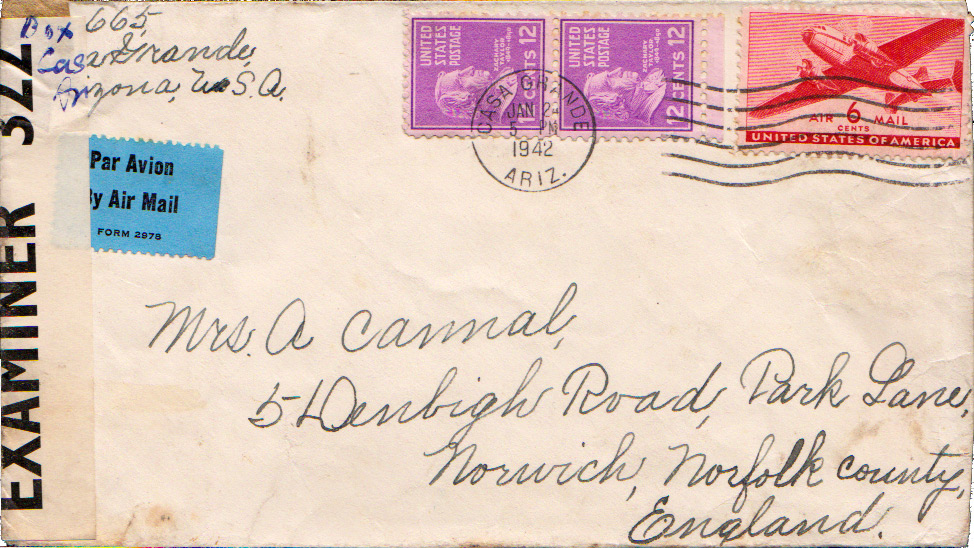 Box 665
Casa Grande,
Arizona, U.S.A.
UNITED STATES POSTAGE
ZACHARY TAYLOR
CENTS 12
UNITED STATES POSTAGE
ZACHARY TAYLOR
12 CENTS 12
AIR 6 MAIL
CENTS
UNITED STATES OF AMERICA
CASA GRANDE
JAN 24
5 PM
1942
ARIZ.
Par Avion
By Air Mail
FORM 2978
EXAMINER 322
Mrs. A Cannal,
5 Denbigh Road, Park Lane,
Norwich, Norfolk county,
England.